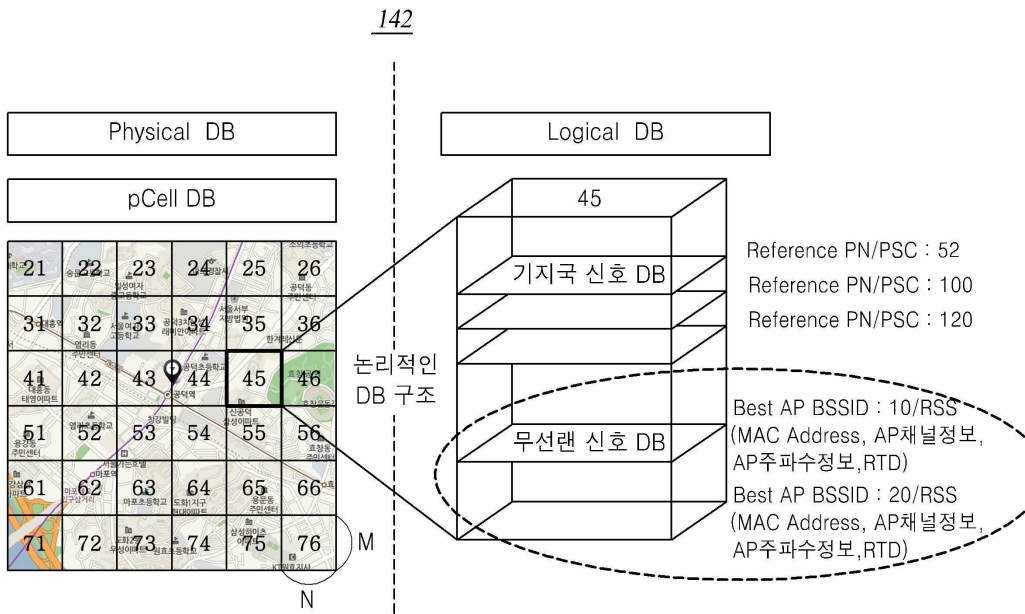 142
Physical DB
Logical DB
pCell DB
45
21 22 23 24 25 26
31 32 33 34 35 36
41 42 43 44 45 46
51 52 53 54 55 56
61 62 63 64 65 66
71 72 73 74 75 76
공덕역
마포역
M
N
논리적인
DB 구조
기지국 신호 DB
무선랜 신호 DB
Reference PN/PSC : 52
Reference PN/PSC : 100
Reference PN/PSC : 120
Best AP BSSID : 10/RSS
(MAC Address, AP채널정보,
AP주파수정보,RTD)
Best AP BSSID : 20/RSS
(MAC Address, AP채널정보,
AP주파수정보,RTD)